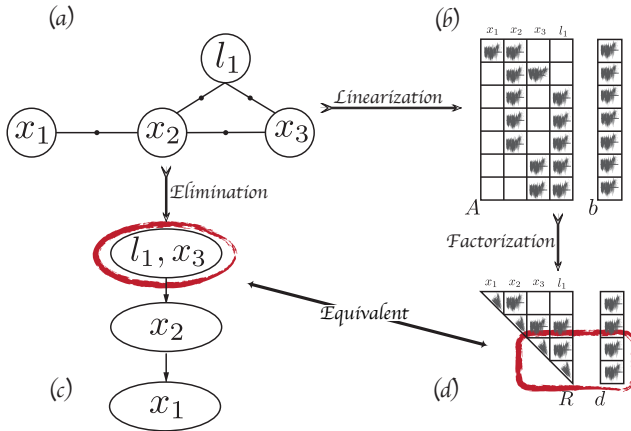 (a)
l₁
x₁
x₂
x₃
Linearization
(b)
x₁ x₂ x₃ l₁
A
b
Elimination
Factorization
l₁, x₃
x₂
x₁
Equivalent
(c)
x₁ x₂ x₃ l₁
R
d
(d)